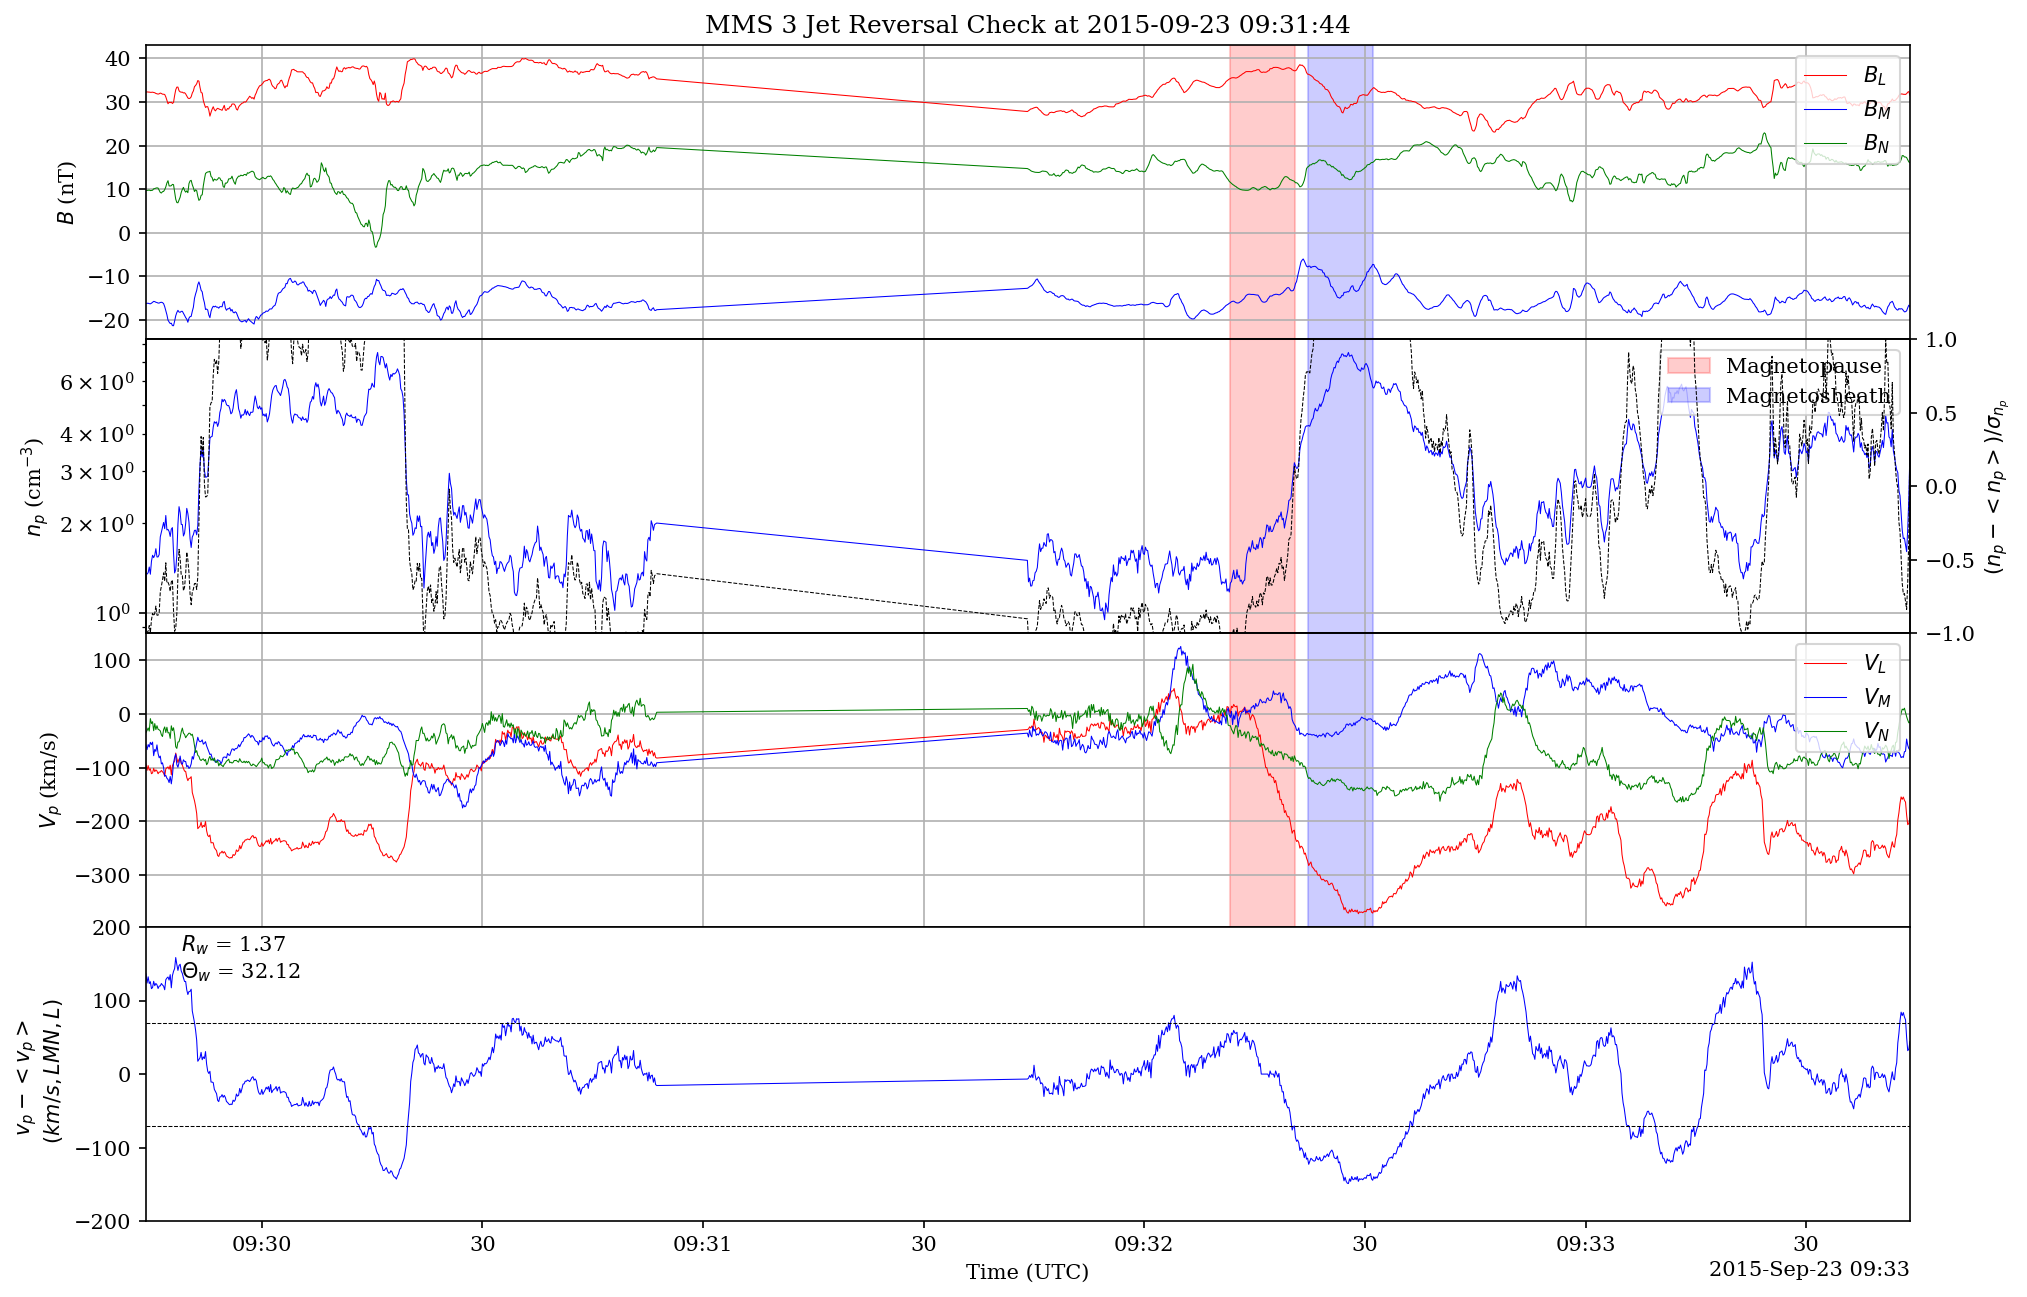 MMS 3 Jet Reversal Check at 2015-09-23 09:31:44
B (nT)
40
30
20
10
0
−10
−20
B_L
B_M
B_N
n_p (cm^{−3})
6 × 10^0
4 × 10^0
3 × 10^0
2 × 10^0
10^0
Magnetopause
Magnetosheath
1.0
0.5
0.0
−0.5
−1.0
(n_p − < n_p >)/σ_{n_p}
V_p (km/s)
100
0
−100
−200
−300
V_L
V_M
V_N
v_p − < v_p >
(km/s, LMN, L)
200
100
0
−100
−200
R_w = 1.37
Θ_w = 32.12
09:30 30 09:31 30 09:32 30 09:33 30
Time (UTC)
2015-Sep-23 09:33